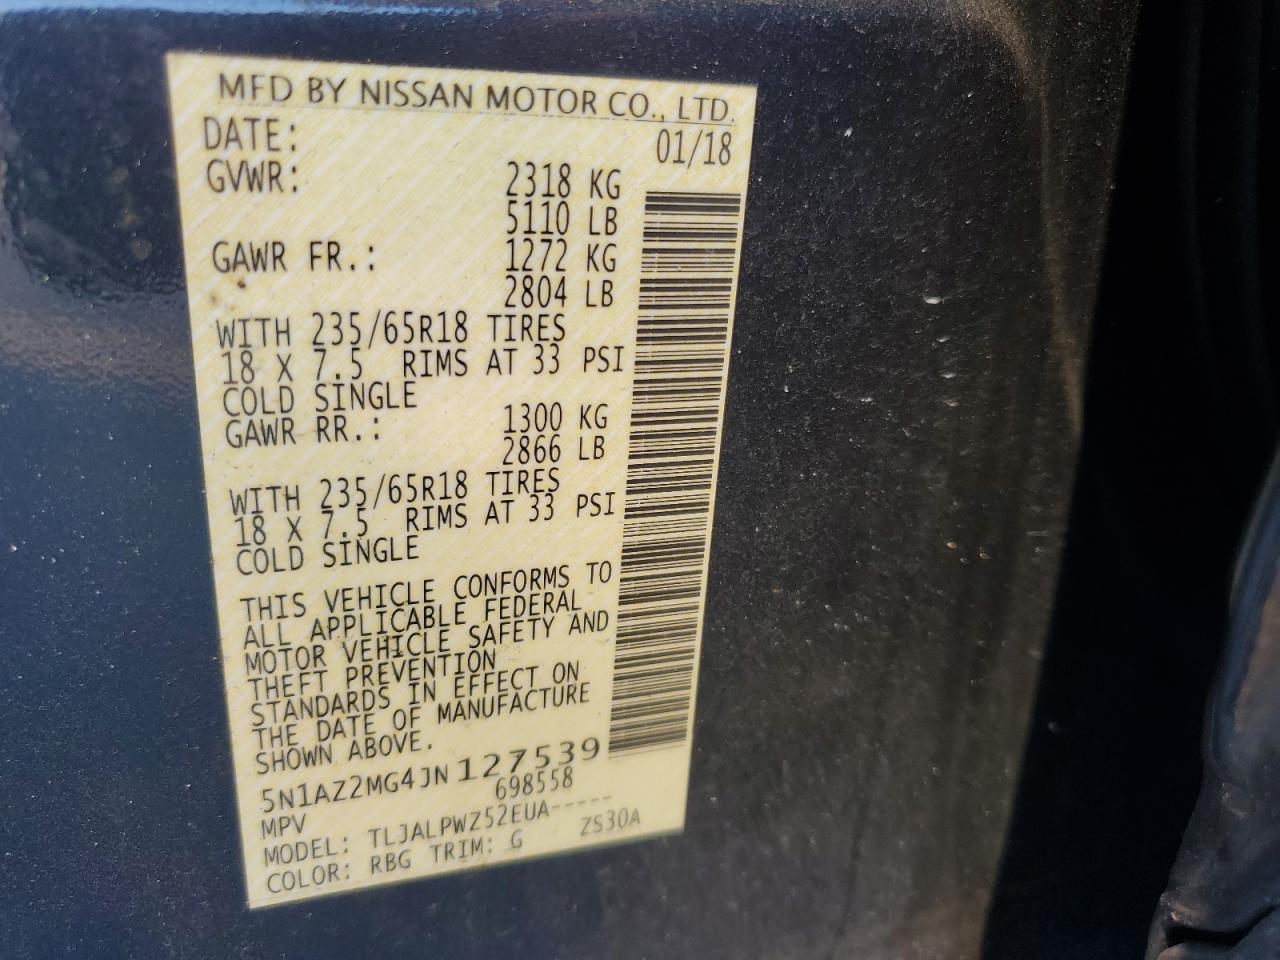 MFD BY NISSAN MOTOR CO., LTD.
DATE: 01/18
GVWR: 2318 KG
5110 LB
GAWR FR.: 1272 KG
2804 LB
WITH 235/65R18 TIRES
18 X 7.5 RIMS AT 33 PSI
COLD SINGLE
GAWR RR.: 1300 KG
2866 LB
WITH 235/65R18 TIRES
18 X 7.5 RIMS AT 33 PSI
COLD SINGLE
THIS VEHICLE CONFORMS TO
ALL APPLICABLE FEDERAL
MOTOR VEHICLE SAFETY AND
THEFT PREVENTION
STANDARDS IN EFFECT ON
THE DATE OF MANUFACTURE
SHOWN ABOVE.
5N1AZ2MG4JN127539
MPV 698558
MODEL: TLJALPWZ52EUA-----
COLOR: RBG TRIM: G ZS30A